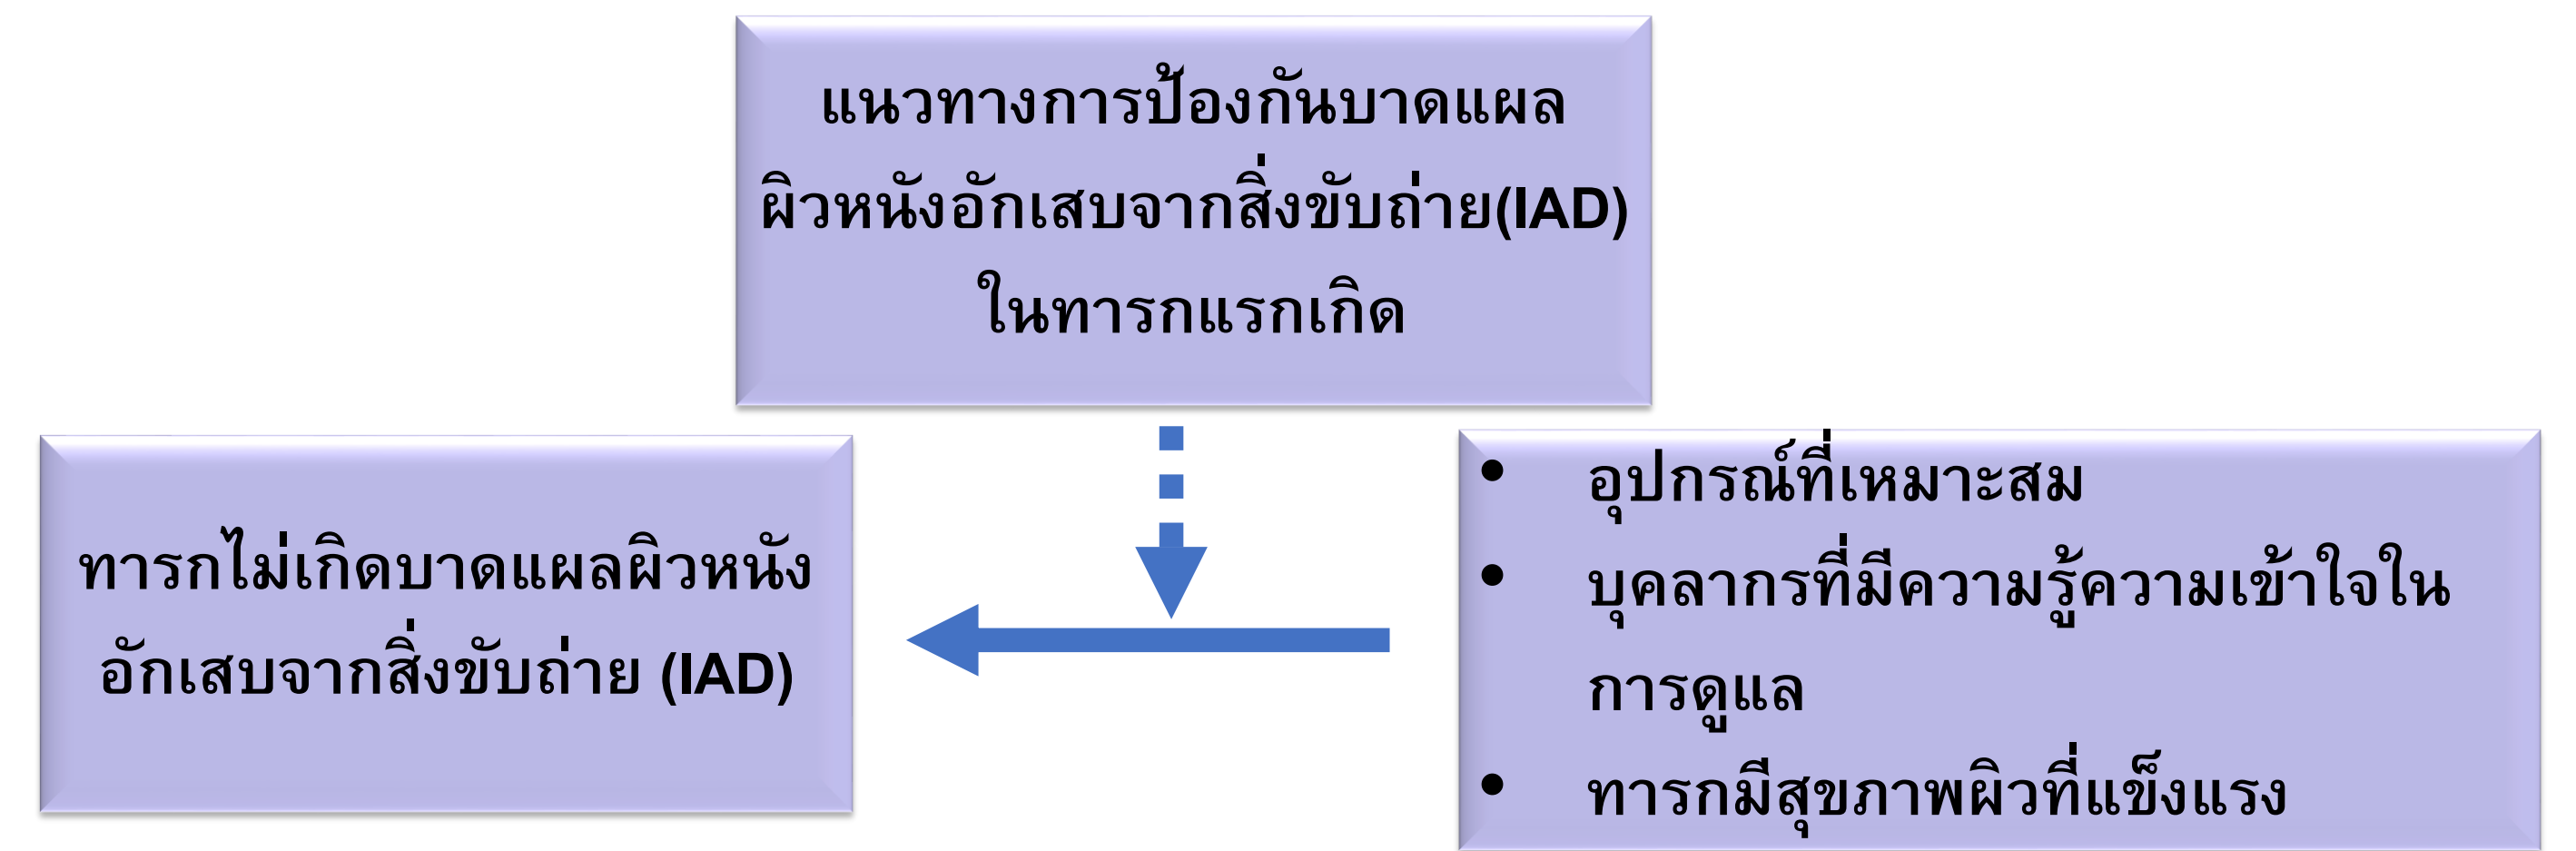 แนวทางการป้องกันบาดแผล
ผิวหนังอักเสบจากสิ่งขับถ่าย(IAD)
ในทารกแรกเกิด
ทารกไม่เกิดบาดแผลผิวหนัง
อักเสบจากสิ่งขับถ่าย (IAD)
• อุปกรณ์ที่เหมาะสม
• บุคลากรที่มีความรู้ความเข้าใจใน
การดูแล
• ทารกมีสุขภาพผิวที่แข็งแรง